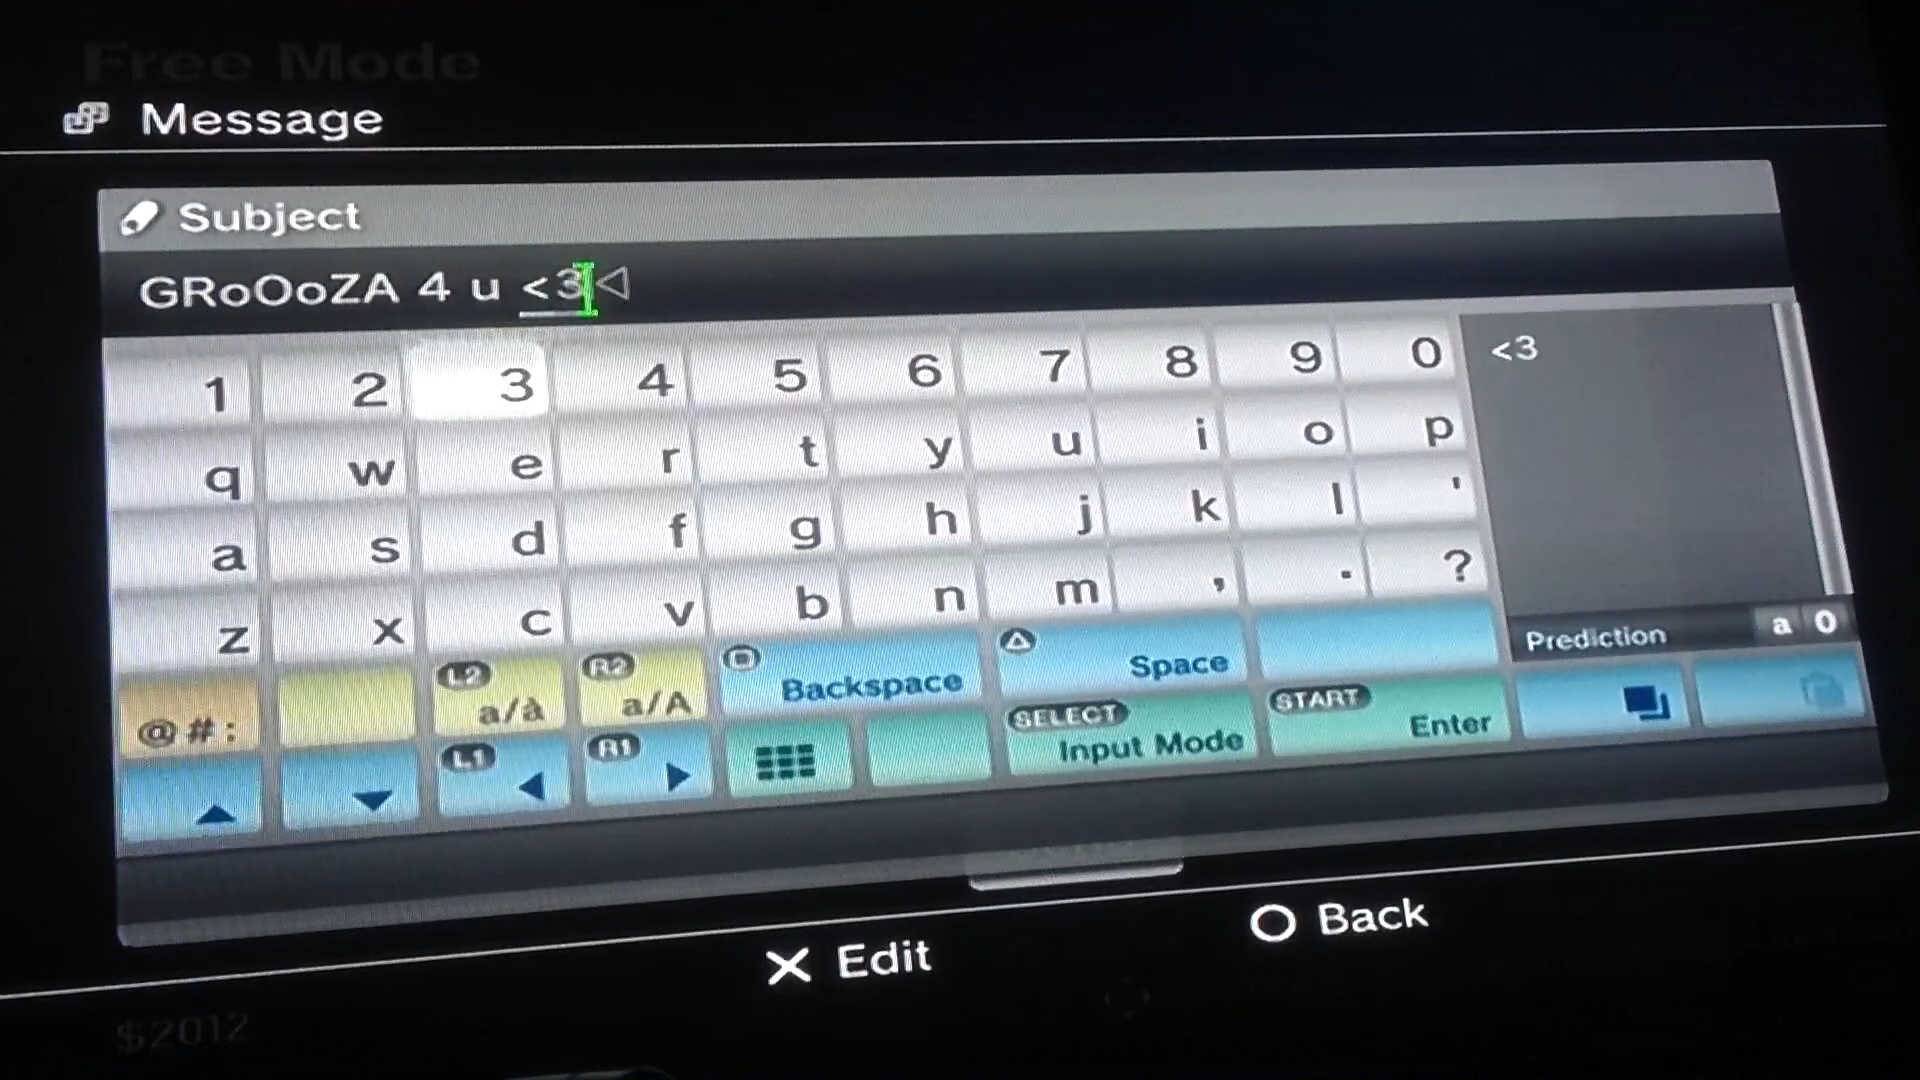 Free Mode
Message
Subject
GRoOoZA 4 u <3
1 2 3 4 5 6 7 8 9 0
<3
q w e r t y u i o p
a s d f g h j k l '
z x c v b n m , . ?
Prediction a 0
@#: L2 a/à R2 a/A Backspace Space
L1 R1 SELECT Input Mode START Enter
Edit Back
$2012